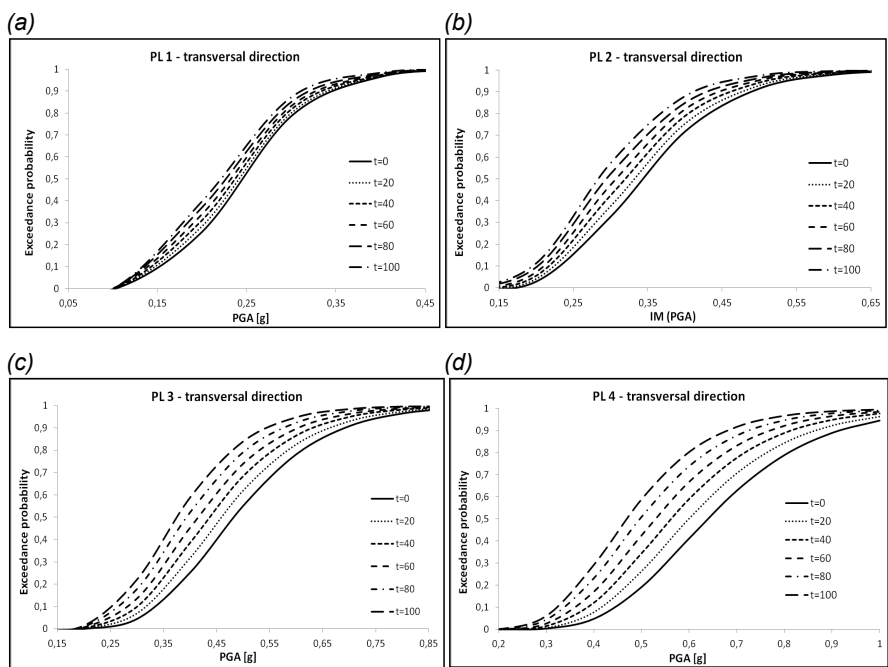 (a)
PL 1 - transversal direction
Exceedance probability
1
0,9
0,8
0,7
0,6
0,5
0,4
0,3
0,2
0,1
0
t=0
t=20
t=40
t=60
t=80
t=100
0,05 0,15 0,25 0,35 0,45
PGA [g]
(b)
PL 2 - transversal direction
Exceedance probability
1
0,9
0,8
0,7
0,6
0,5
0,4
0,3
0,2
0,1
0
t=0
t=20
t=40
t=60
t=80
t=100
0,15 0,25 0,35 0,45 0,55 0,65
IM (PGA)
(c)
PL 3 - transversal direction
Exceedance probability
1
0,9
0,8
0,7
0,6
0,5
0,4
0,3
0,2
0,1
0
t=0
t=20
t=40
t=60
t=80
t=100
0,15 0,25 0,35 0,45 0,55 0,65 0,75 0,85
PGA [g]
(d)
PL 4 - transversal direction
Exceedance probability
1
0,9
0,8
0,7
0,6
0,5
0,4
0,3
0,2
0,1
0
t=0
t=20
t=40
t=60
t=80
t=100
0,2 0,3 0,4 0,5 0,6 0,7 0,8 0,9 1
PGA [g]